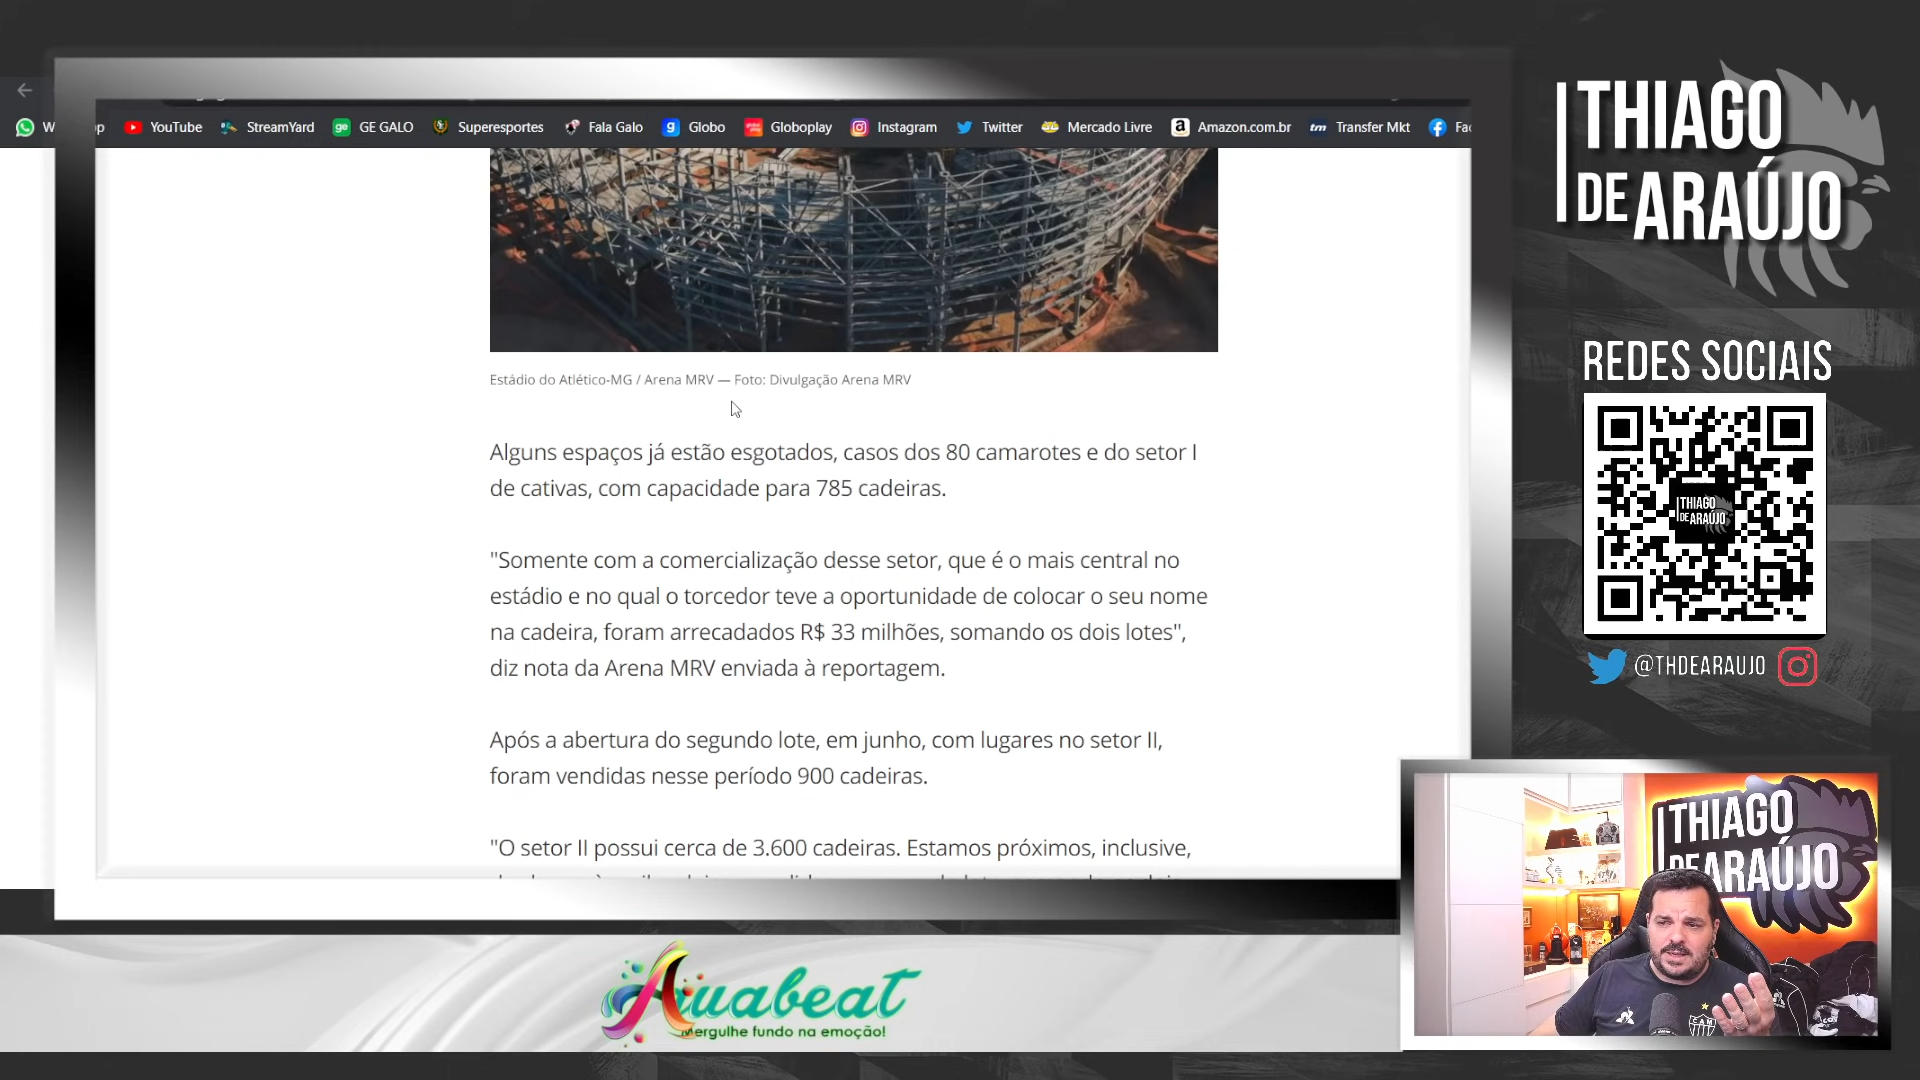 YouTube
StreamYard
ge GE GALO
Superesportes
Fala Galo
g Globo
Globoplay
Instagram
Twitter
Mercado Livre
a Amazon.com.br
tm Transfer Mkt
Estádio do Atlético-MG / Arena MRV — Foto: Divulgação Arena MRV
Alguns espaços já estão esgotados, casos dos 80 camarotes e do setor I
de cativas, com capacidade para 785 cadeiras.
"Somente com a comercialização desse setor, que é o mais central no
estádio e no qual o torcedor teve a oportunidade de colocar o seu nome
na cadeira, foram arrecadados R$ 33 milhões, somando os dois lotes",
diz nota da Arena MRV enviada à reportagem.
Após a abertura do segundo lote, em junho, com lugares no setor II,
foram vendidas nesse período 900 cadeiras.
"O setor II possui cerca de 3.600 cadeiras. Estamos próximos, inclusive,
THIAGO
DE ARAÚJO
REDES SOCIAIS
THIAGO
DE ARAÚJO
@THDEARAUJO
THIAGO
DE ARAÚJO
CAM
Auabeat
Mergulhe fundo na emoção!